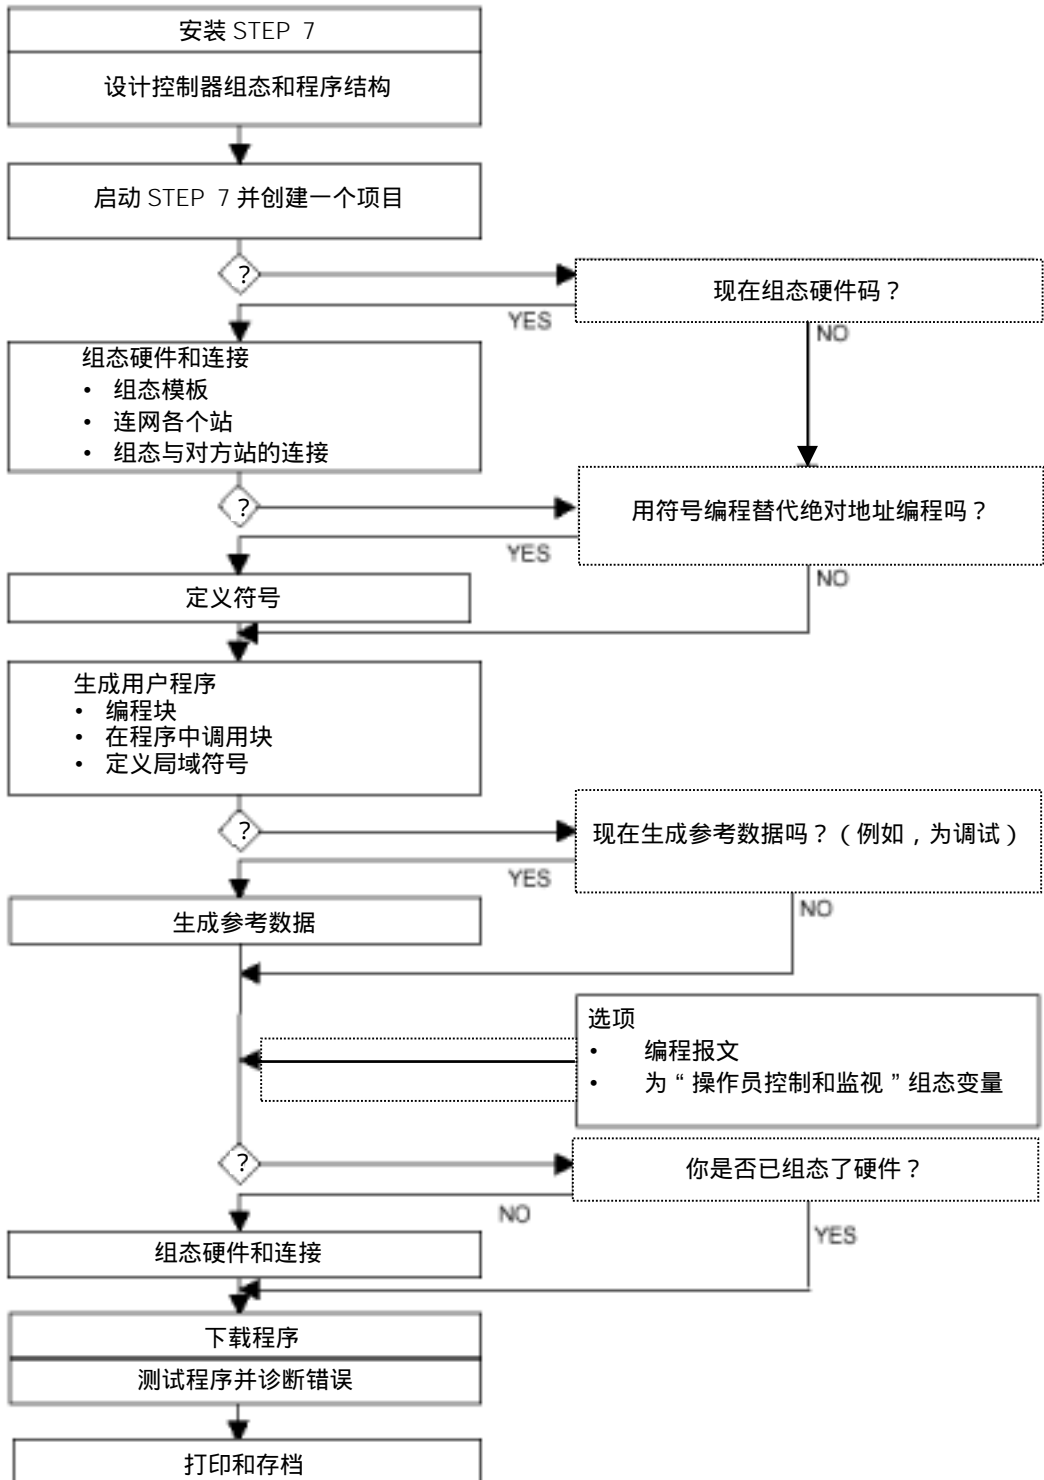 安装 STEP 7
设计控制器组态和程序结构
启动 STEP 7 并创建一个项目
?
现在组态硬件码？
YES
NO
组态硬件和连接
• 组态模板
• 连网各个站
• 组态与对方站的连接
?
用符号编程替代绝对地址编程吗？
YES
NO
定义符号
生成用户程序
• 编程块
• 在程序中调用块
• 定义局域符号
?
现在生成参考数据吗？（例如，为调试）
YES
NO
生成参考数据
选项
• 编程报文
• 为“操作员控制和监视”组态变量
?
你是否已组态了硬件？
NO
YES
组态硬件和连接
下载程序
测试程序并诊断错误
打印和存档